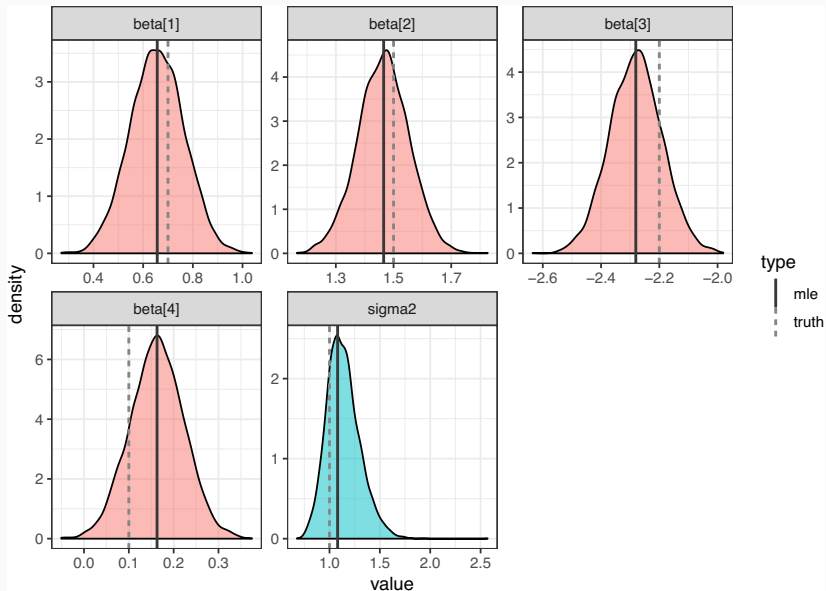 beta[1]
beta[2]
beta[3]
3
2
1
0
4
3
2
1
0
4
3
2
1
0
0.4 0.6 0.8 1.0
1.3 1.5 1.7
−2.6 −2.4 −2.2 −2.0
density
beta[4]
sigma2
6
4
2
0
2
1
0
0.0 0.1 0.2 0.3
1.0 1.5 2.0 2.5
value
type
mle
truth